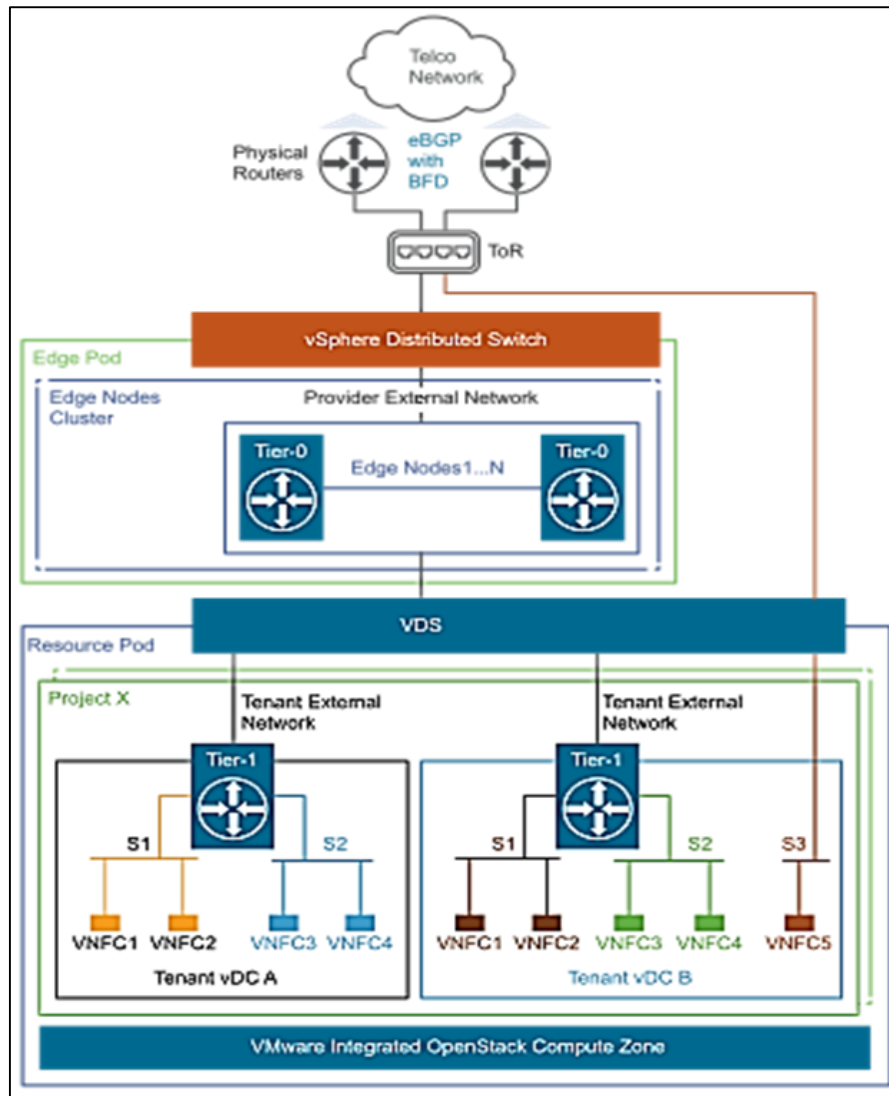 Telco
Network
Physical
Routers
eBGP
with
BFD
ToR
vSphere Distributed Switch
Edge Pod
Edge Nodes
Cluster
Provider External Network
Tier-0
Edge Nodes1...N
Tier-0
VDS
Resource Pod
Project X
Tenant External
Network
Tenant External
Network
Tier-1
Tier-1
S1
S2
S1
S2
S3
VNFC1
VNFC2
VNFC3
VNFC4
VNFC1
VNFC2
VNFC3
VNFC4
VNFC5
Tenant vDC A
Tenant vDC B
VMware Integrated OpenStack Compute Zone